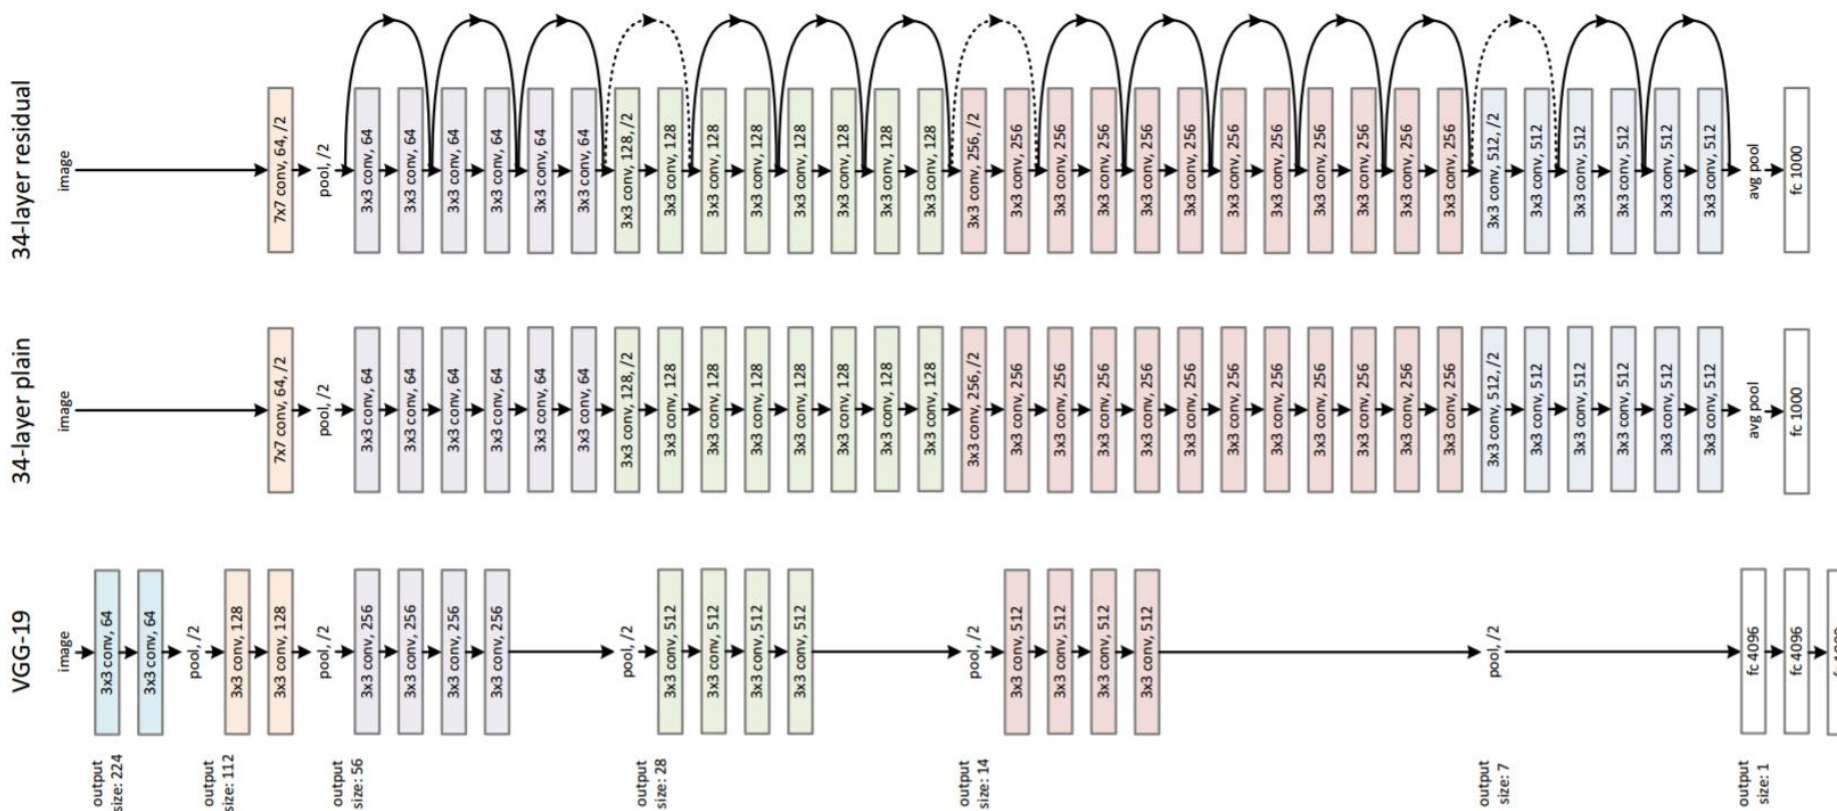 34-layer residual
image
7x7 conv, 64, /2
pool, /2
3x3 conv, 64
3x3 conv, 64
3x3 conv, 64
3x3 conv, 64
3x3 conv, 64
3x3 conv, 64
3x3 conv, 128, /2
3x3 conv, 128
3x3 conv, 128
3x3 conv, 128
3x3 conv, 128
3x3 conv, 128
3x3 conv, 128
3x3 conv, 128
3x3 conv, 256, /2
3x3 conv, 256
3x3 conv, 256
3x3 conv, 256
3x3 conv, 256
3x3 conv, 256
3x3 conv, 256
3x3 conv, 256
3x3 conv, 256
3x3 conv, 256
3x3 conv, 256
3x3 conv, 256
3x3 conv, 512, /2
3x3 conv, 512
3x3 conv, 512
3x3 conv, 512
3x3 conv, 512
3x3 conv, 512
avg pool
fc 1000
34-layer plain
image
7x7 conv, 64, /2
pool, /2
3x3 conv, 64
3x3 conv, 64
3x3 conv, 64
3x3 conv, 64
3x3 conv, 64
3x3 conv, 64
3x3 conv, 128, /2
3x3 conv, 128
3x3 conv, 128
3x3 conv, 128
3x3 conv, 128
3x3 conv, 128
3x3 conv, 128
3x3 conv, 128
3x3 conv, 256, /2
3x3 conv, 256
3x3 conv, 256
3x3 conv, 256
3x3 conv, 256
3x3 conv, 256
3x3 conv, 256
3x3 conv, 256
3x3 conv, 256
3x3 conv, 256
3x3 conv, 256
3x3 conv, 256
3x3 conv, 512, /2
3x3 conv, 512
3x3 conv, 512
3x3 conv, 512
3x3 conv, 512
3x3 conv, 512
avg pool
fc 1000
VGG-19
image
3x3 conv, 64
3x3 conv, 64
pool, /2
3x3 conv, 128
3x3 conv, 128
pool, /2
3x3 conv, 256
3x3 conv, 256
3x3 conv, 256
3x3 conv, 256
pool, /2
3x3 conv, 512
3x3 conv, 512
3x3 conv, 512
3x3 conv, 512
pool, /2
3x3 conv, 512
3x3 conv, 512
3x3 conv, 512
3x3 conv, 512
pool, /2
fc 4096
fc 4096
output
size: 224
output
size: 112
output
size: 56
output
size: 28
output
size: 14
output
size: 7
output
size: 1